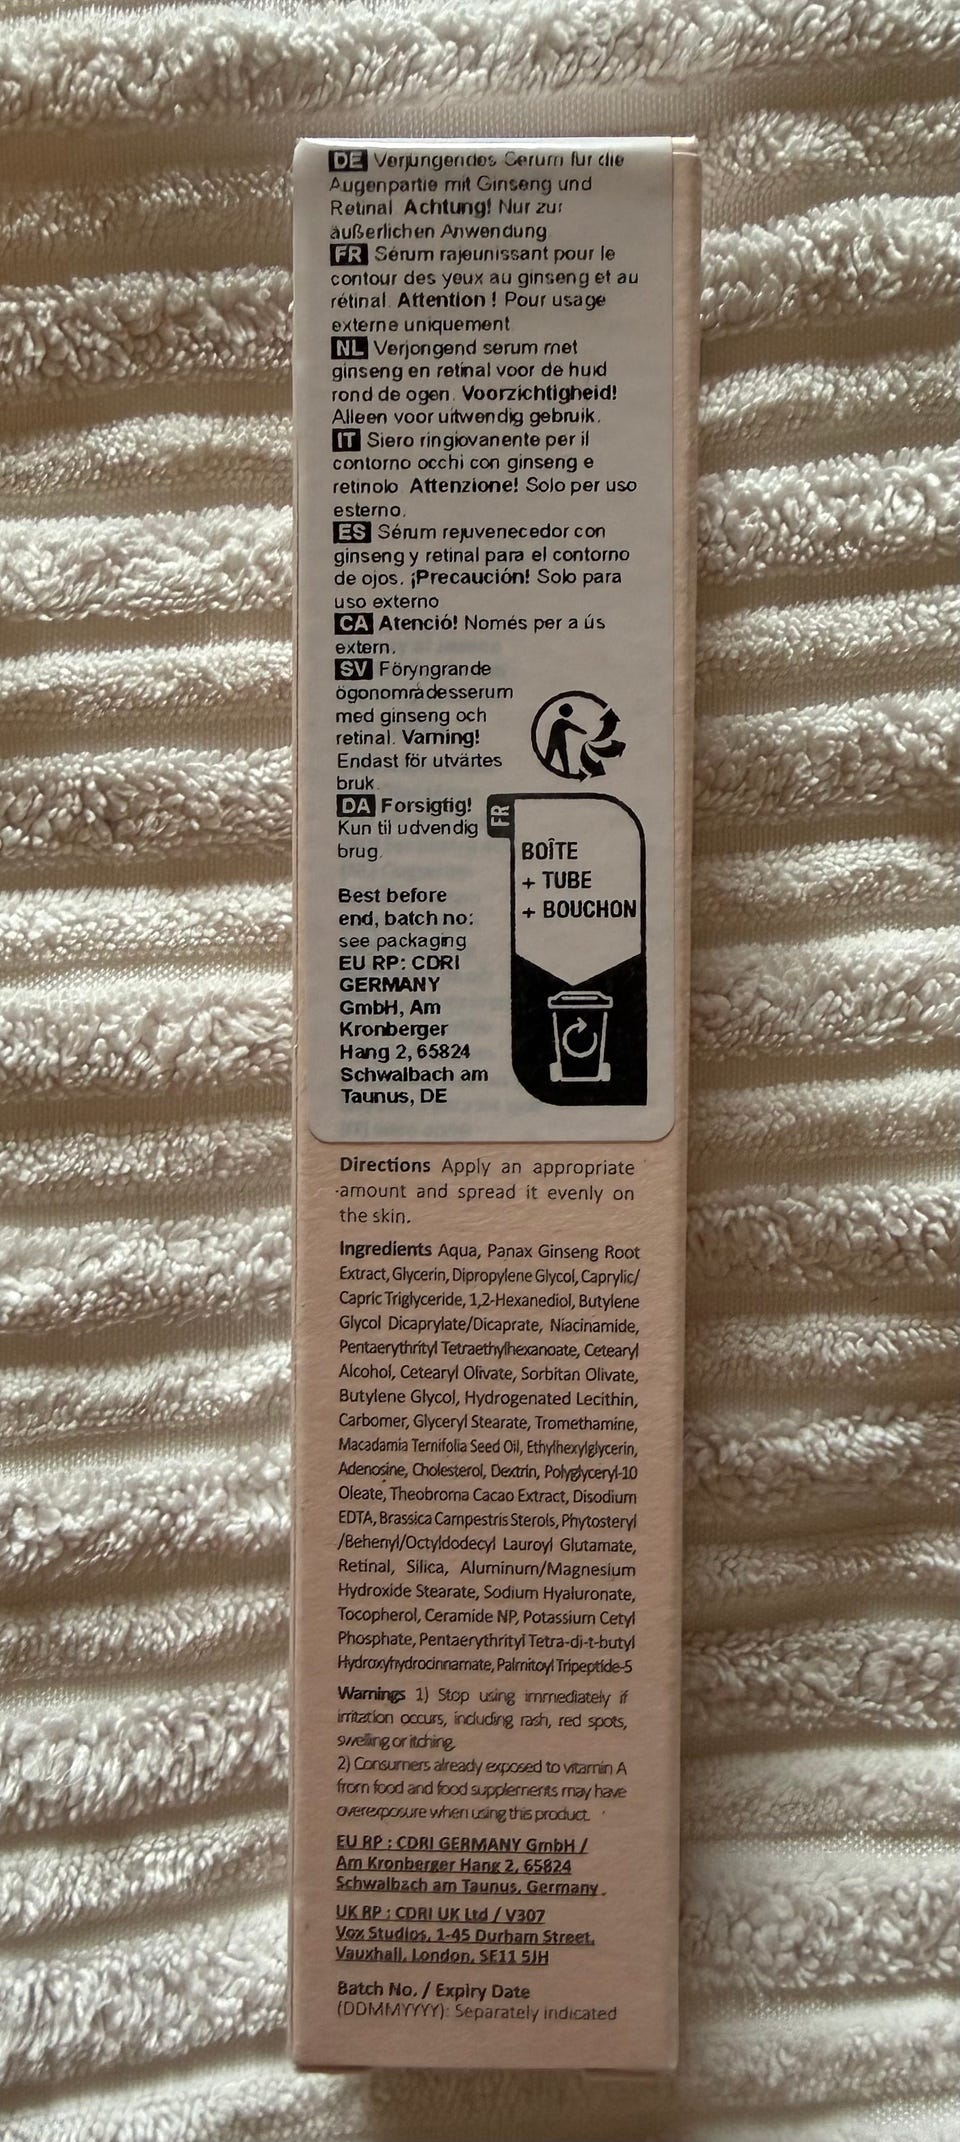 DE Verjüngendes Serum für die
Augenpartie mit Ginseng und
Retinal. Achtung! Nur zur
äußerlichen Anwendung
FR Sérum rajeunissant pour le
contour des yeux au ginseng et au
rétinal. Attention ! Pour usage
externe uniquement
NL Verjongend serum met
ginseng en retinal voor de huid
rond de ogen. Voorzichtigheid!
Alleen voor uitwendig gebruik.
IT Siero ringiovanente per il
contorno occhi con ginseng e
retinolo. Attenzione! Solo per uso
esterno.
ES Sérum rejuvenecedor con
ginseng y retinal para el contorno
de ojos. ¡Precaución! Solo para
uso externo
CA Atenció! Només per a ús
extern.
SV Föryngrande
ögonområdesserum
med ginseng och
retinal. Varning!
Endast för utvärtes
bruk.
DA Forsigtig!
Kun til udvendig
brug.
FR
BOÎTE
+ TUBE
+ BOUCHON
Best before
end, batch no:
see packaging
EU RP: CDRI
GERMANY
GmbH, Am
Kronberger
Hang 2, 65824
Schwalbach am
Taunus, DE
Directions Apply an appropriate
amount and spread it evenly on
the skin.
Ingredients Aqua, Panax Ginseng Root
Extract, Glycerin, Dipropylene Glycol, Caprylic/
Capric Triglyceride, 1,2-Hexanediol, Butylene
Glycol Dicaprylate/Dicaprate, Niacinamide,
Pentaerythrityl Tetraethylhexanoate, Cetearyl
Alcohol, Cetearyl Olivate, Sorbitan Olivate,
Butylene Glycol, Hydrogenated Lecithin,
Carbomer, Glyceryl Stearate, Tromethamine,
Macadamia Ternifolia Seed Oil, Ethylhexylglycerin,
Adenosine, Cholesterol, Dextrin, Polyglyceryl-10
Oleate, Theobroma Cacao Extract, Disodium
EDTA, Brassica Campestris Sterols, Phytosteryl
/Behenyl/Octyldodecyl Lauroyl Glutamate,
Retinal, Silica, Aluminum/Magnesium
Hydroxide Stearate, Sodium Hyaluronate,
Tocopherol, Ceramide NP, Potassium Cetyl
Phosphate, Pentaerythrityl Tetra-di-t-butyl
Hydroxyhydrocinnamate, Palmitoyl Tripeptide-5
Warnings 1) Stop using immediately if
irritation occurs, including rash, red spots,
swelling or itching.
2) Consumers already exposed to vitamin A
from food and food supplements may have
overexposure when using this product.
EU RP : CDRI GERMANY GmbH /
Am Kronberger Hang 2, 65824
Schwalbach am Taunus, Germany.
UK RP : CDRI UK Ltd / V307
Vox Studios, 1-45 Durham Street,
Vauxhall, London, SE11 5JH
Batch No. / Expiry Date
(DDMMYYYY): Separately indicated